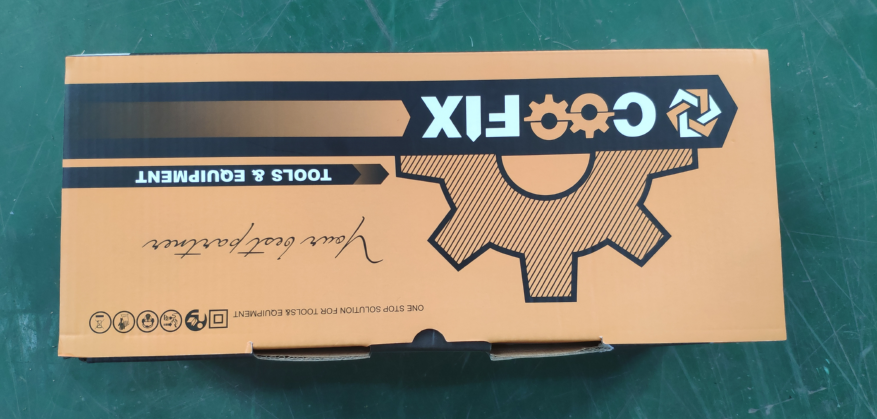 COOFIX
TOOLS & EQUIPMENT
Your best partner
ONE STOP SOLUTION FOR TOOLS& EQUIPMENT